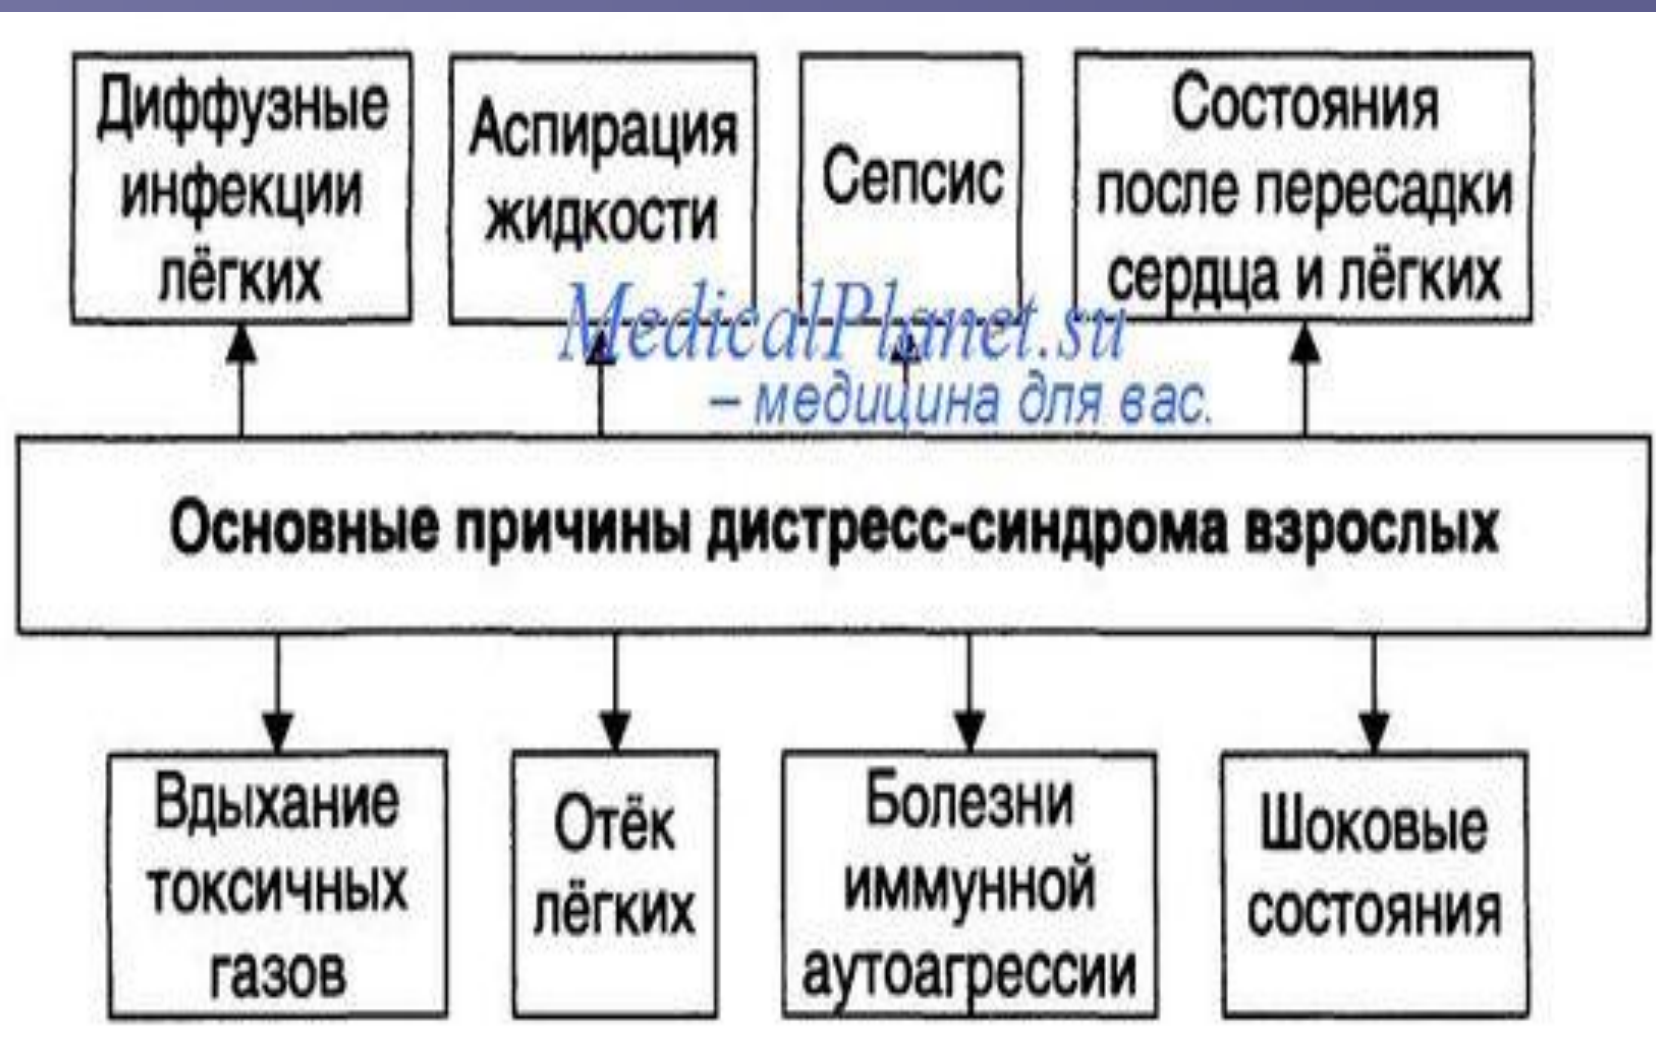 Диффузные
инфекции
лёгких
Аспирация
жидкости
Сепсис
Состояния
после пересадки
сердца и лёгких
MedicalPlanet.su
– медицина для вас.
Основные причины дистресс-синдрома взрослых
Вдыхание
токсичных
газов
Отёк
лёгких
Болезни
иммунной
аутоагрессии
Шоковые
состояния